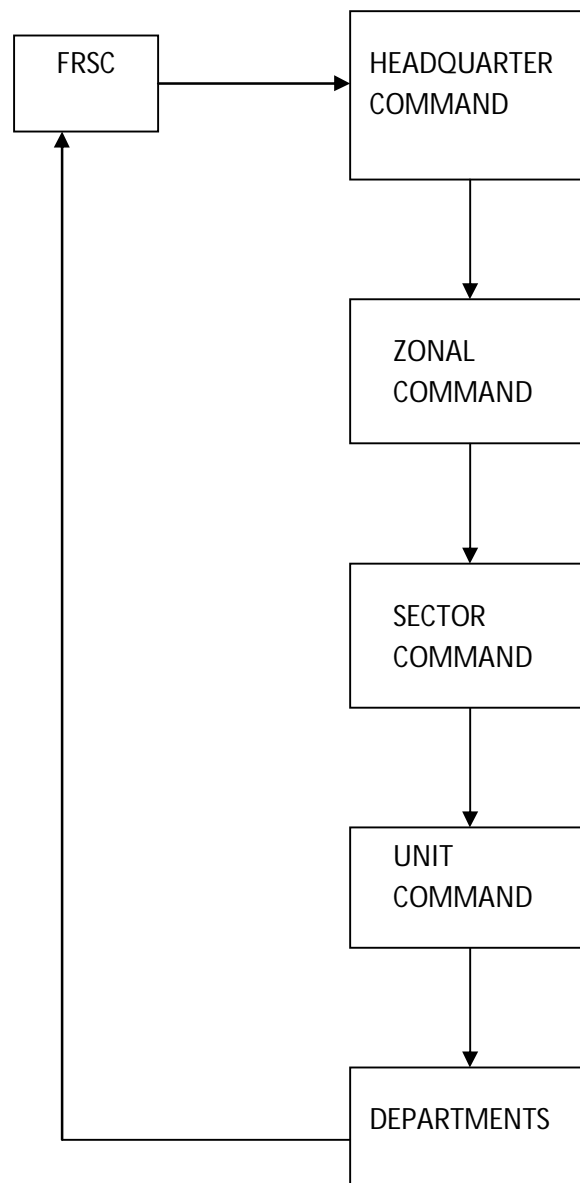 FRSC
HEADQUARTER
COMMAND
ZONAL
COMMAND
SECTOR
COMMAND
UNIT
COMMAND
DEPARTMENTS